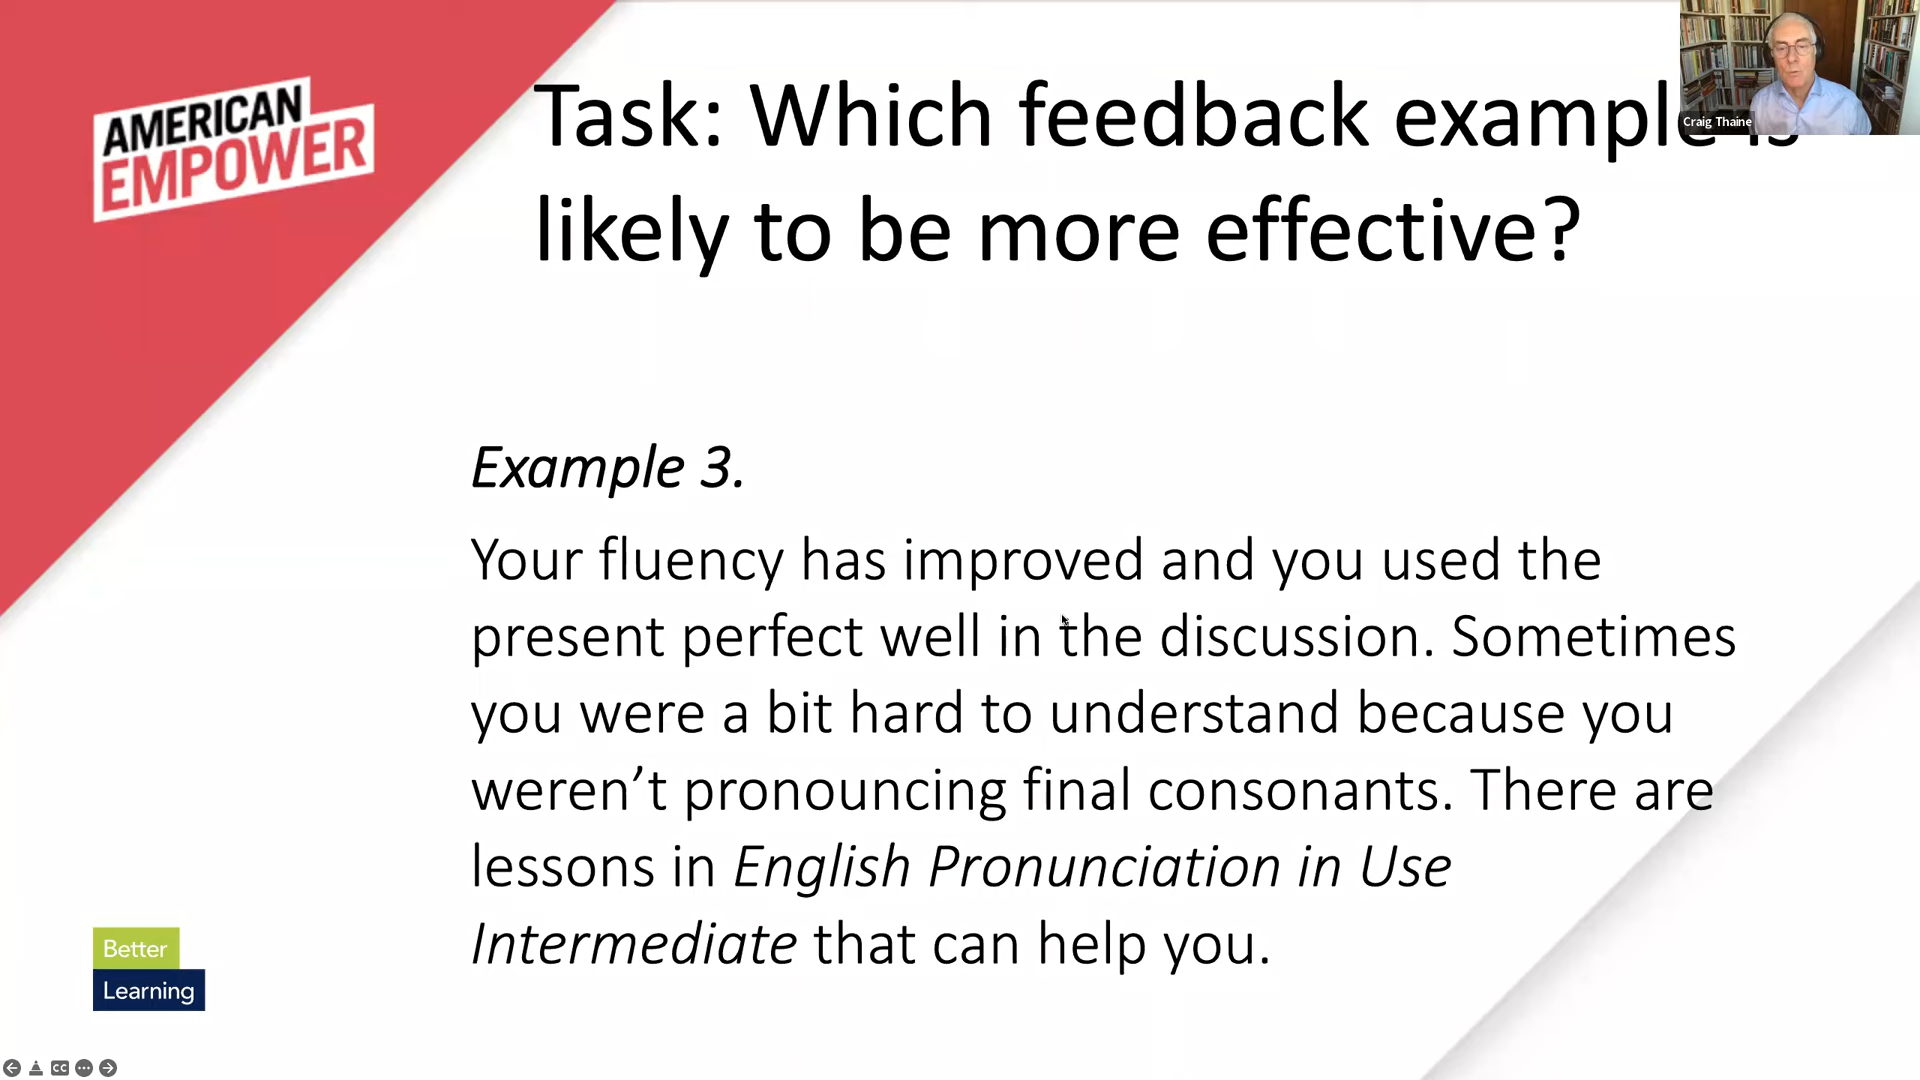 AMERICAN
EMPOWER
Task: Which feedback example is
likely to be more effective?
Craig Thaine
Example 3.
Your fluency has improved and you used the
present perfect well in the discussion. Sometimes
you were a bit hard to understand because you
weren’t pronouncing final consonants. There are
lessons in English Pronunciation in Use
Intermediate that can help you.
Better
Learning
CC